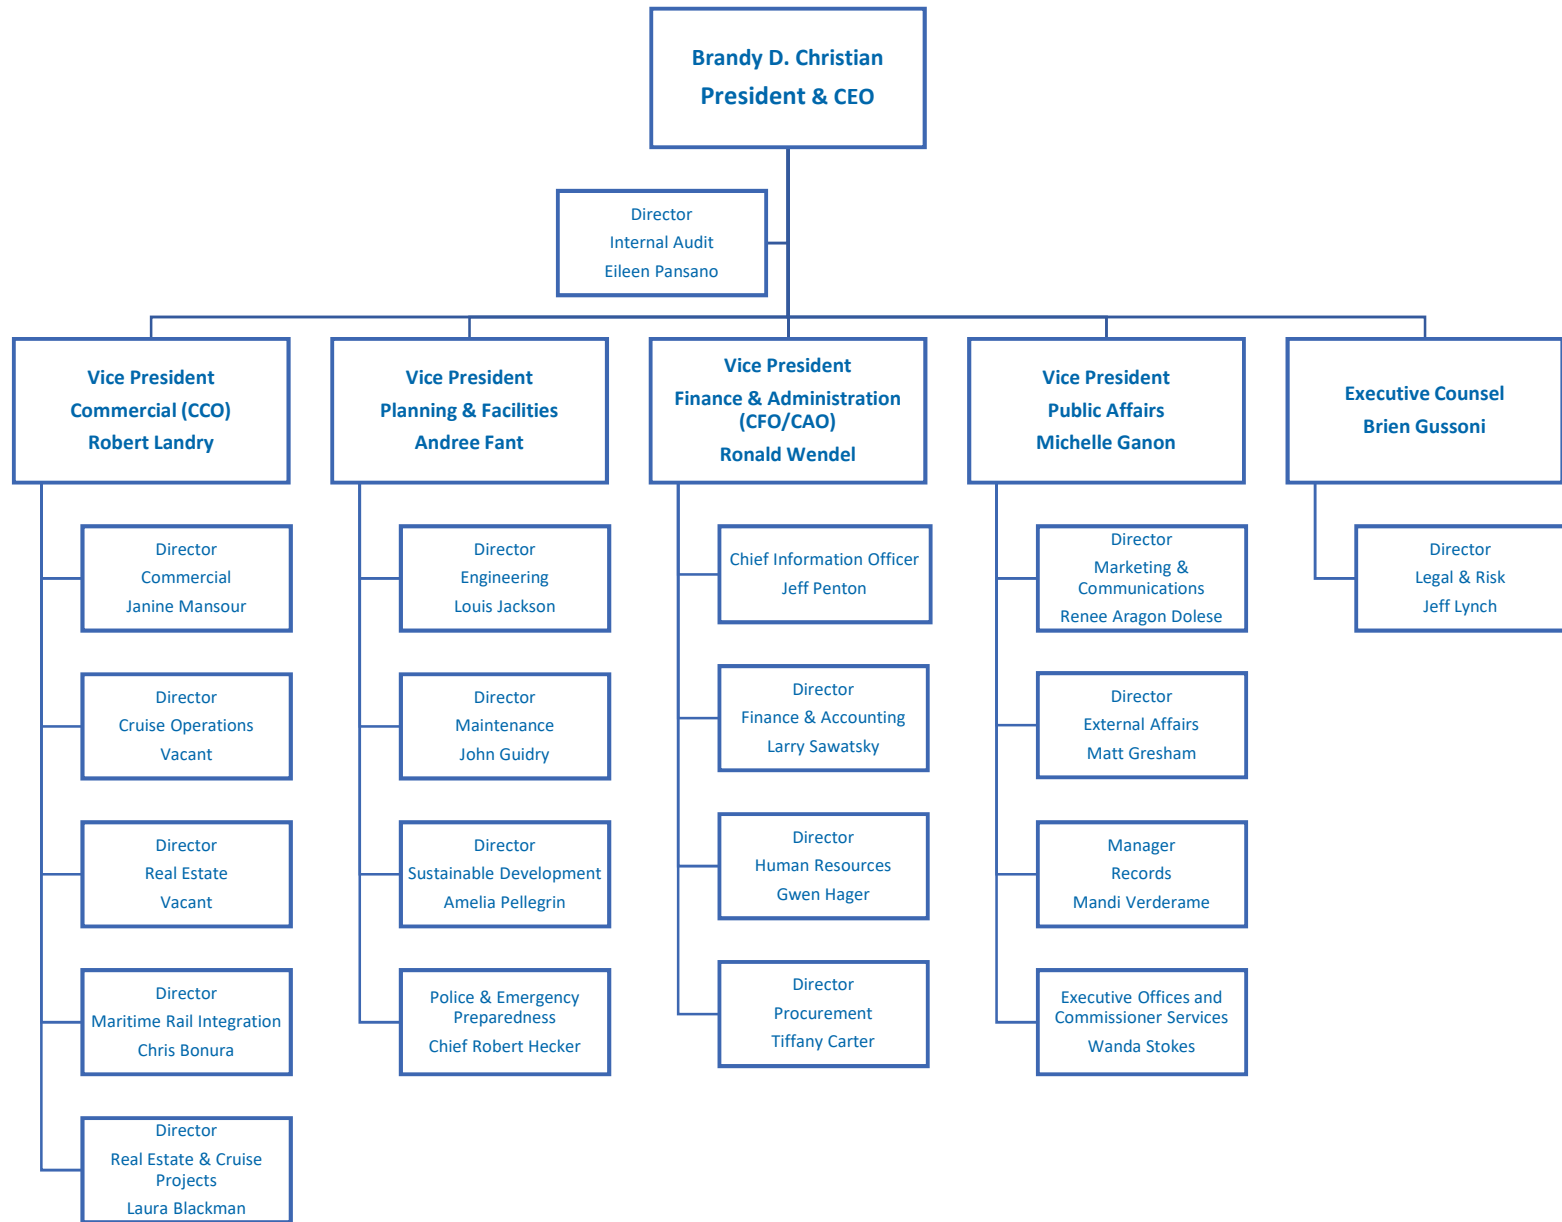 Brandy D. Christian
President & CEO
Director
Internal Audit
Eileen Pansano
Vice President
Commercial (CCO)
Robert Landry
Vice President
Planning & Facilities
Andree Fant
Vice President
Finance & Administration
(CFO/CAO)
Ronald Wendel
Vice President
Public Affairs
Michelle Ganon
Executive Counsel
Brien Gussoni
Director
Commercial
Janine Mansour
Director
Cruise Operations
Vacant
Director
Real Estate
Vacant
Director
Maritime Rail Integration
Chris Bonura
Director
Real Estate & Cruise
Projects
Laura Blackman
Director
Engineering
Louis Jackson
Director
Maintenance
John Guidry
Director
Sustainable Development
Amelia Pellegrin
Police & Emergency
Preparedness
Chief Robert Hecker
Chief Information Officer
Jeff Penton
Director
Finance & Accounting
Larry Sawatsky
Director
Human Resources
Gwen Hager
Director
Procurement
Tiffany Carter
Director
Marketing &
Communications
Renee Aragon Dolese
Director
External Affairs
Matt Gresham
Manager
Records
Mandi Verderame
Executive Offices and
Commissioner Services
Wanda Stokes
Director
Legal & Risk
Jeff Lynch